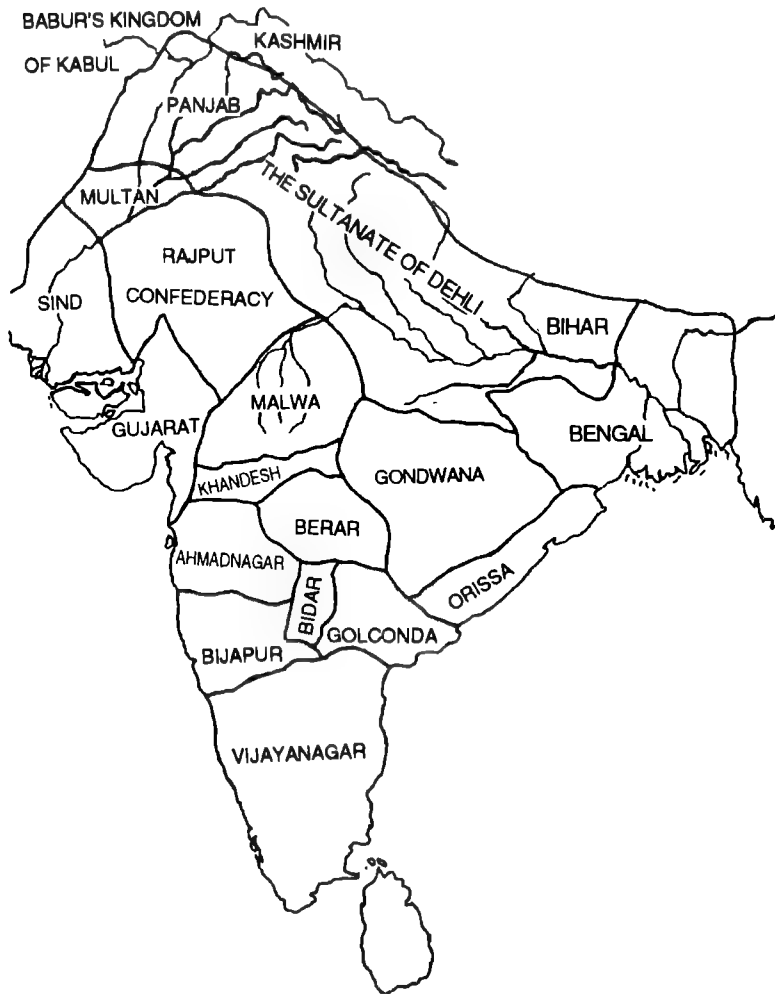 BABUR'S KINGDOM
OF KABUL
KASHMIR
PANJAB
MULTAN
THE SULTANATE OF DEHLI
RAJPUT
CONFEDERACY
SIND
BIHAR
MALWA
GUJARAT
BENGAL
KHANDESH
GONDWANA
BERAR
AHMADNAGAR
ORISSA
BIDAR
GOLCONDA
BIJAPUR
VIJAYANAGAR